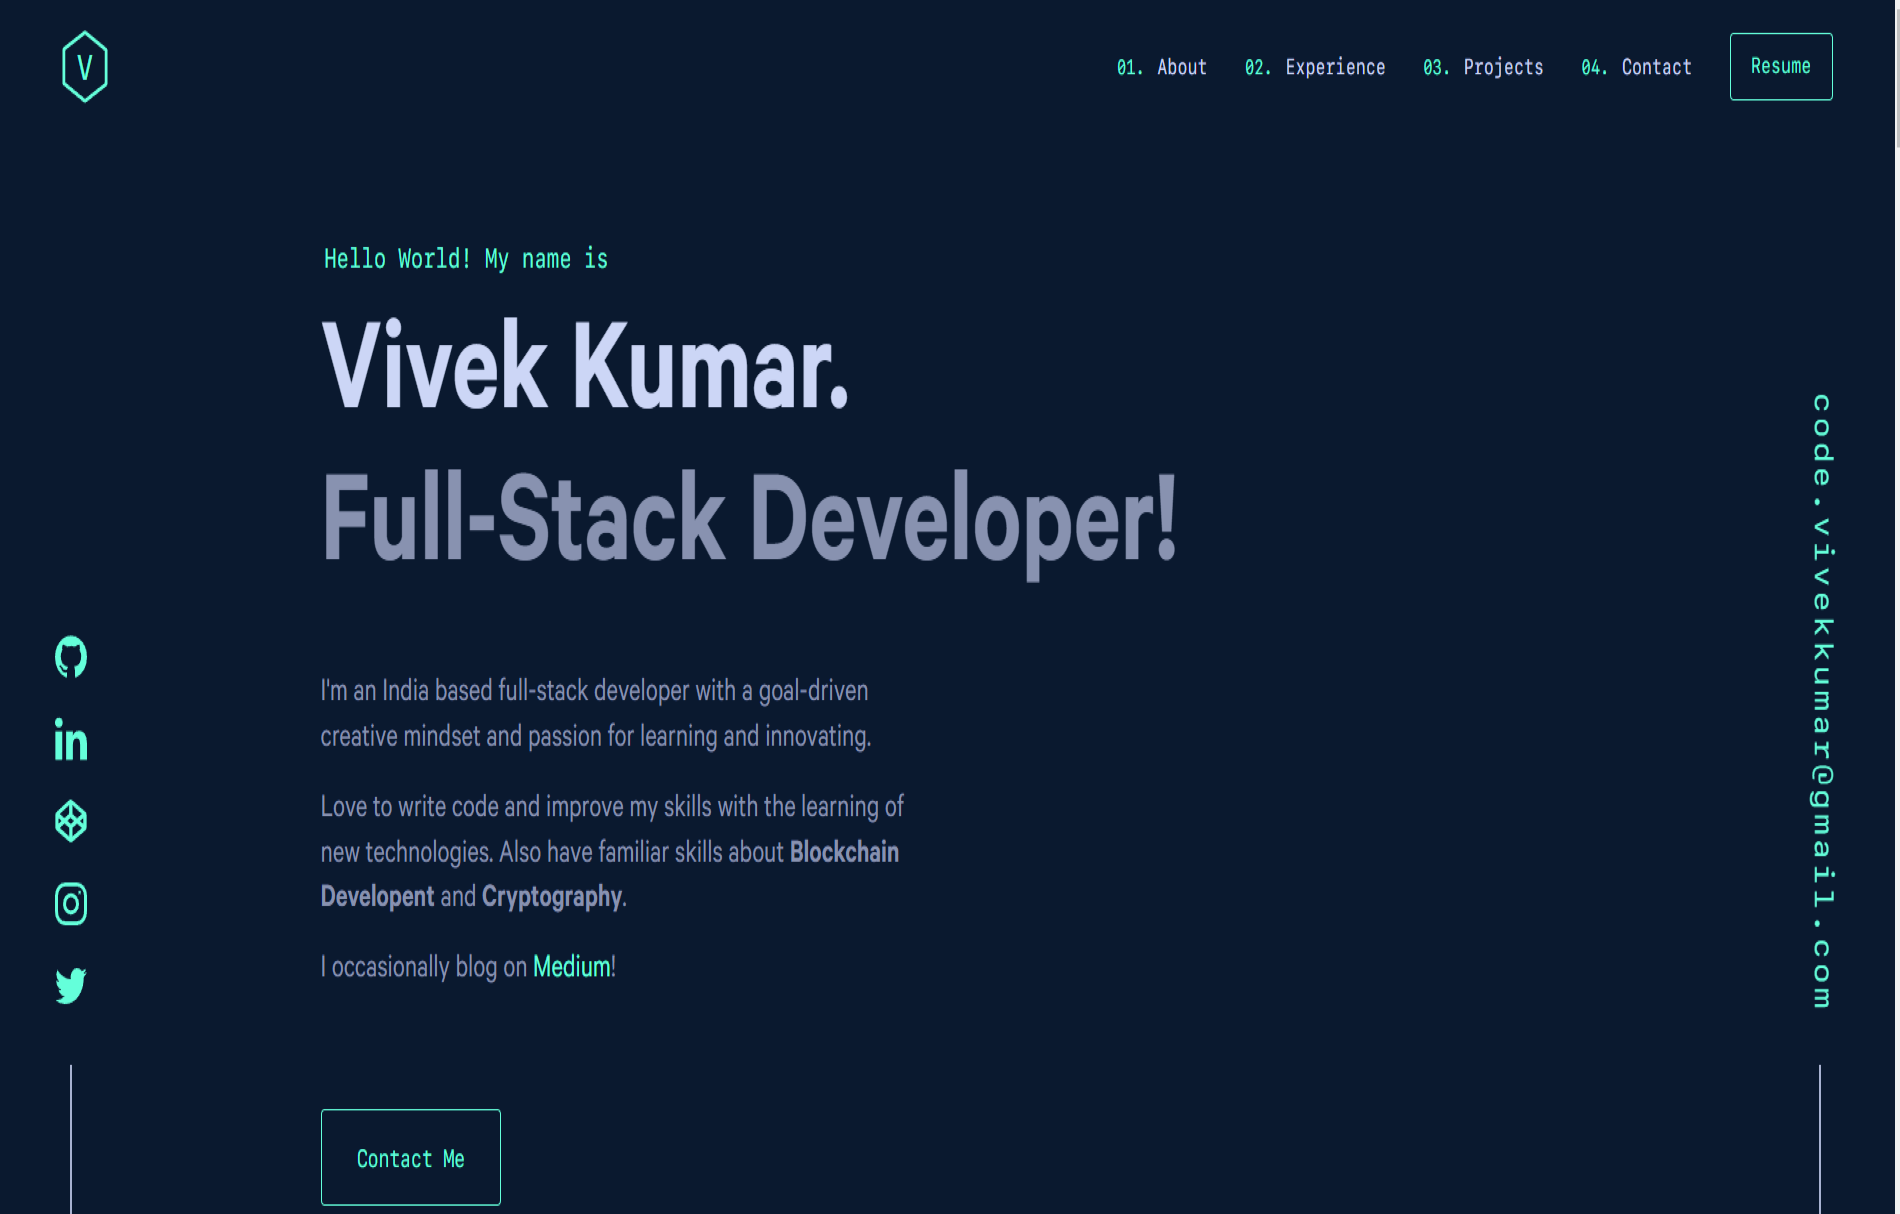 V
01. About 02. Experience 03. Projects 04. Contact Resume
Hello World! My name is
Vivek Kumar.
Full-Stack Developer!
I'm an India based full-stack developer with a goal-driven
creative mindset and passion for learning and innovating.
Love to write code and improve my skills with the learning of
new technologies. Also have familiar skills about Blockchain
Developent and Cryptography.
I occasionally blog on Medium!
Contact Me
in
code.vivekkumar@gmail.com